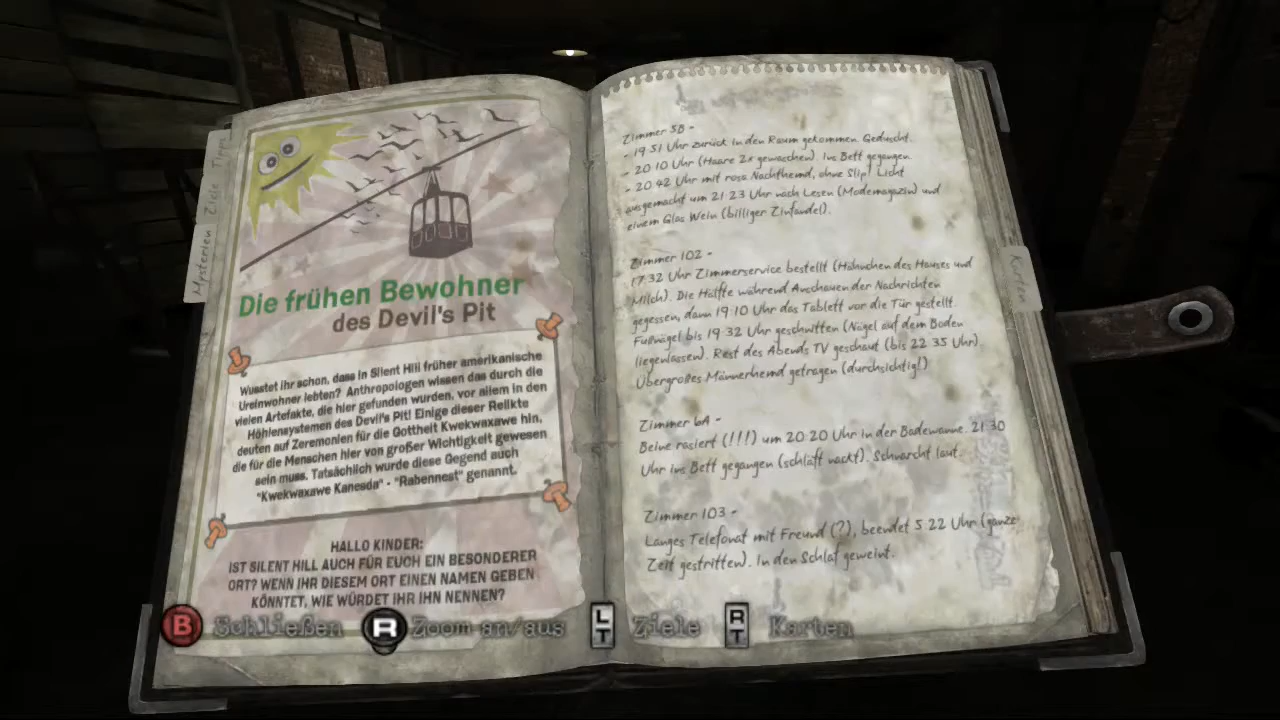 Mysterien Ziele Tipps
Die frühen Bewohner
des Devil's Pit
Wusstet ihr schon, dass in Silent Hill früher amerikanische
Ureinwohner lebten? Anthropologen wissen das durch die
vielen Artefakte, die hier gefunden wurden, vor allem in den
Höhlensystemen des Devil's Pit! Einige dieser Relikte
deuten auf Zeremonien für die Gottheit Kwekwaxawe hin,
die für die Menschen hier von großer Wichtigkeit gewesen
sein muss. Tatsächlich wurde diese Gegend auch
"Kwekwaxawe Kanesda" - "Rabennest" genannt.
HALLO KINDER:
IST SILENT HILL AUCH FÜR EUCH EIN BESONDERER
ORT? WENN IHR DIESEM ORT EINEN NAMEN GEBEN
KÖNNTET, WIE WÜRDET IHR IHN NENNEN?
Zimmer 5B -
- 19:51 Uhr zurück in den Raum gekommen. Geduscht.
- 20:10 Uhr (Haare 2x gewaschen). Ins Bett gegangen.
- 20:42 Uhr mit rosa Nachthemd, ohne Slip! Licht
ausgemacht um 21:23 Uhr nach Lesen (Modemagazin) und
einem Glas Wein (billiger Zinfandel).
Zimmer 102 -
17:32 Uhr Zimmerservice bestellt (Hähnchen des Hauses und
Milch). Die Hälfte während Anschauen der Nachrichten
gegessen, dann 19:10 Uhr das Tablett vor die Tür gestellt.
Fußnägel bis 19:32 Uhr geschnitten (Nägel auf dem Boden
liegenlassen). Rest des Abends TV geschaut (bis 22:35 Uhr).
Übergroßes Männerhemd getragen (durchsichtig!)
Zimmer 6A -
Beine rasiert (!!!) um 20:20 Uhr in der Badewanne. 21:30
Uhr ins Bett gegangen (schläft nackt). Schnarcht laut.
Zimmer 103 -
Langes Telefonat mit Freund (?), beendet 5:22 Uhr (ganze
Zeit gestritten). In den Schlaf geweint.
Karten
B Schließen R Zoom an/aus LT Ziele RT Karten